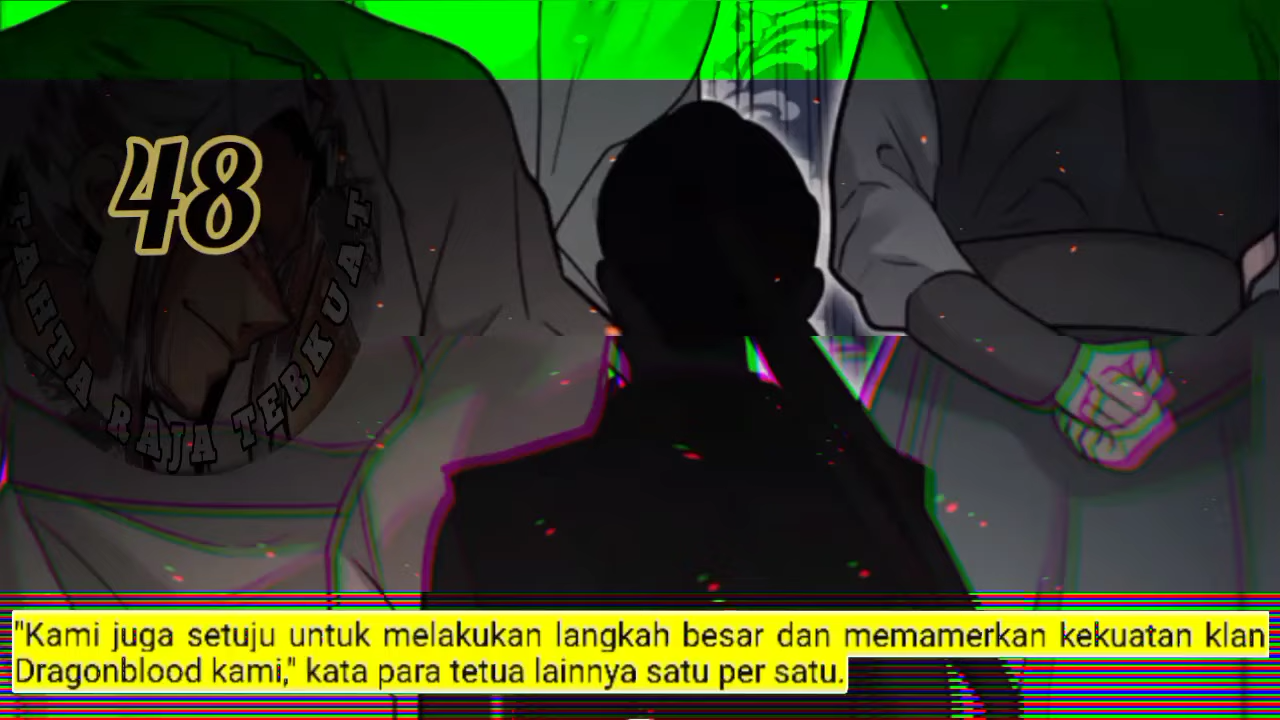 48
TAHTA RAJA TERKUAT
"Kami juga setuju untuk melakukan langkah besar dan memamerkan kekuatan klan
Dragonblood kami," kata para tetua lainnya satu per satu.